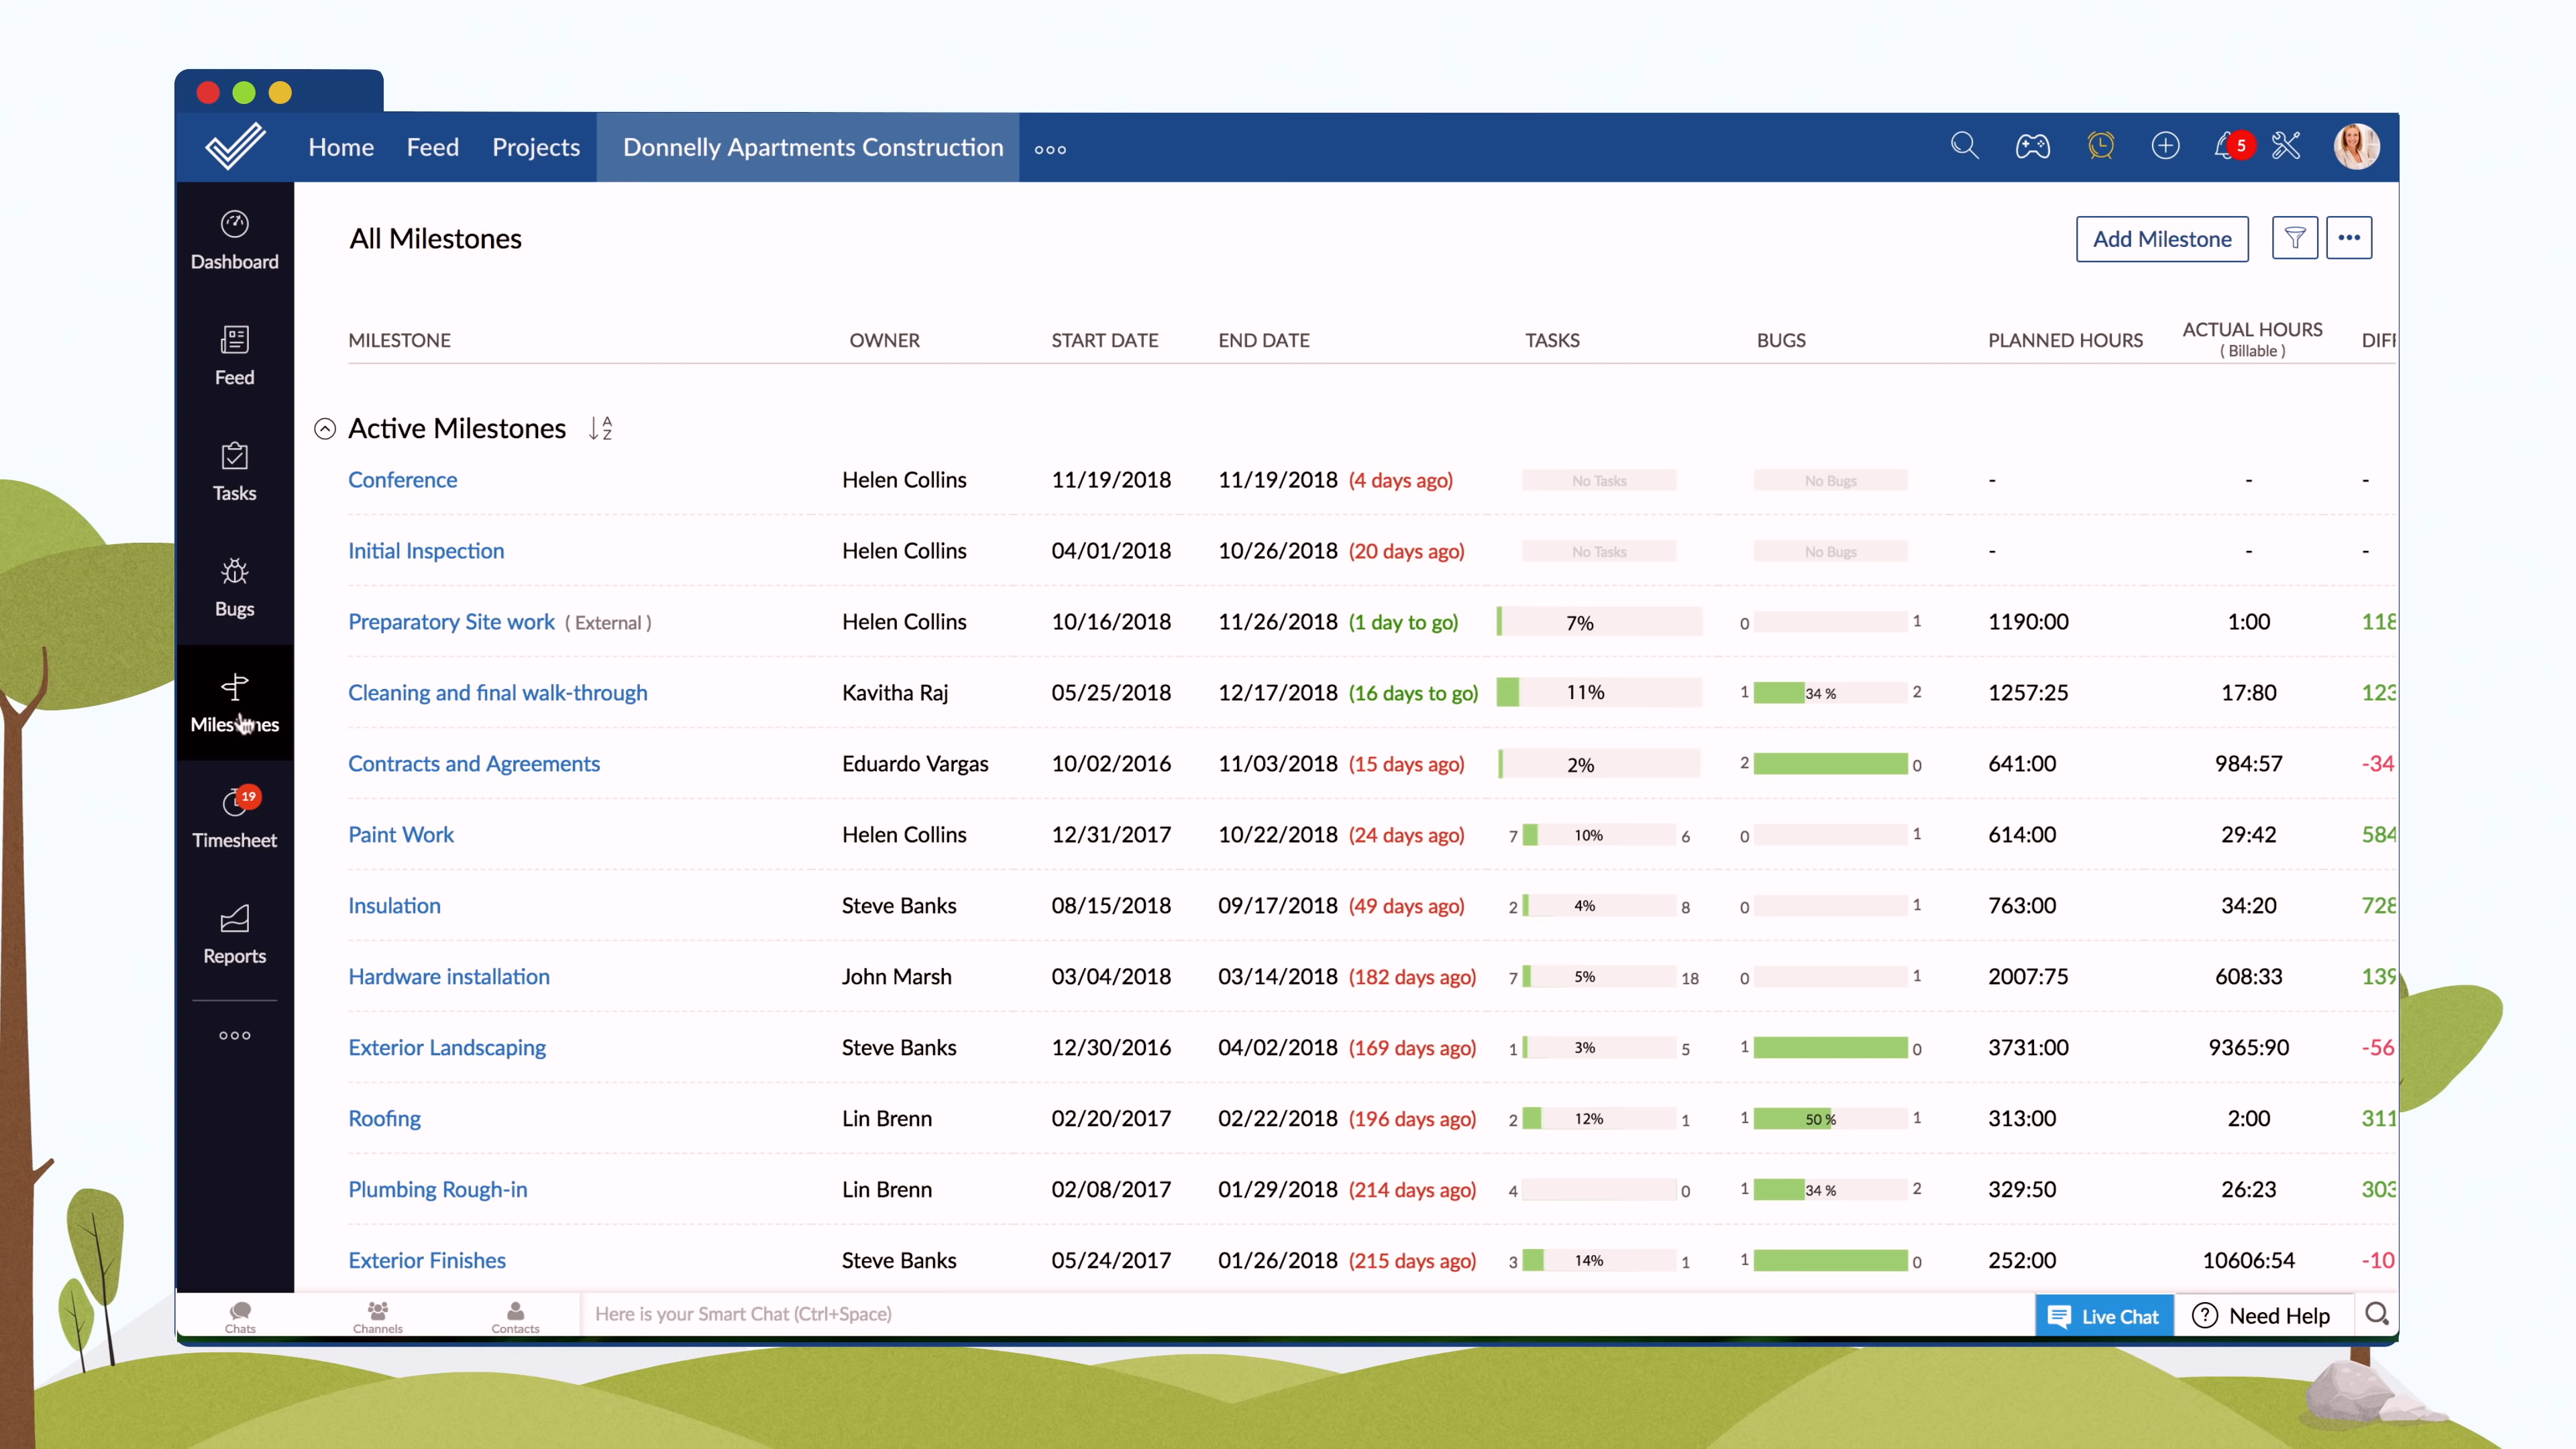 Home Feed Projects Donnelly Apartments Construction 5
Dashboard
Feed
Tasks
Bugs
Milestones
19
Timesheet
Reports
All Milestones Add Milestone
MILESTONE OWNER START DATE END DATE TASKS BUGS PLANNED HOURS ACTUAL HOURS ( Billable )
Active Milestones A Z
Conference Helen Collins 11/19/2018 11/19/2018 (4 days ago) No Tasks No Bugs - - -
Initial Inspection Helen Collins 04/01/2018 10/26/2018 (20 days ago) No Tasks No Bugs - - -
Preparatory Site work ( External ) Helen Collins 10/16/2018 11/26/2018 (1 day to go) 7% 0 1 1190:00 1:00 118
Cleaning and final walk-through Kavitha Raj 05/25/2018 12/17/2018 (16 days to go) 11% 1 34 % 2 1257:25 17:80 123
Contracts and Agreements Eduardo Vargas 10/02/2016 11/03/2018 (15 days ago) 2% 2 0 641:00 984:57 -34
Paint Work Helen Collins 12/31/2017 10/22/2018 (24 days ago) 7 10% 6 0 1 614:00 29:42 584
Insulation Steve Banks 08/15/2018 09/17/2018 (49 days ago) 2 4% 8 0 1 763:00 34:20 728
Hardware installation John Marsh 03/04/2018 03/14/2018 (182 days ago) 7 5% 18 0 1 2007:75 608:33 139
Exterior Landscaping Steve Banks 12/30/2016 04/02/2018 (169 days ago) 1 3% 5 1 0 3731:00 9365:90 -56
Roofing Lin Brenn 02/20/2017 02/22/2018 (196 days ago) 2 12% 1 1 50 % 1 313:00 2:00 311
Plumbing Rough-in Lin Brenn 02/08/2017 01/29/2018 (214 days ago) 4 0 1 34 % 2 329:50 26:23 303
Exterior Finishes Steve Banks 05/24/2017 01/26/2018 (215 days ago) 3 14% 1 1 0 252:00 10606:54 -10
Chats Channels Contacts Here is your Smart Chat (Ctrl+Space) Live Chat ? Need Help